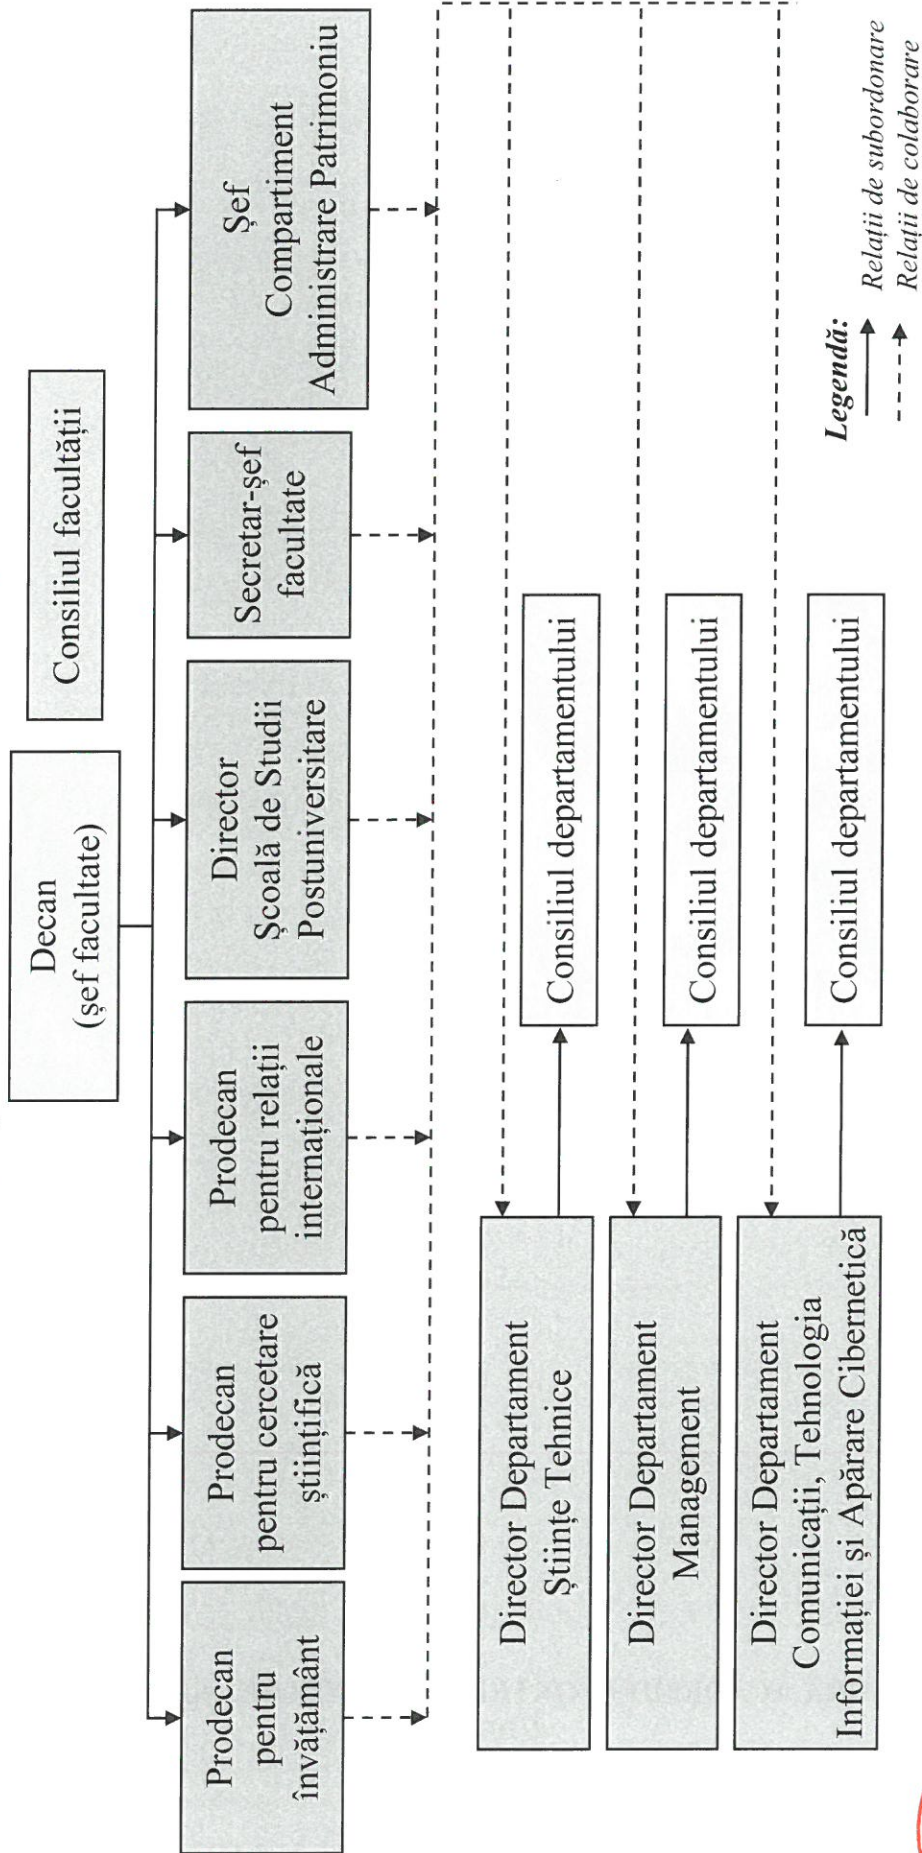 Decan
(șef facultate)
Consiliul facultății
Prodecan
pentru
învățământ
Prodecan
pentru cercetare
științifică
Prodecan
pentru relații
internaționale
Director
Școală de Studii
Postuniversitare
Secretar-șef
facultate
Șef
Compartiment
Administrare Patrimoniu
Director Departament
Științe Tehnice
Consiliul departamentului
Director Departament
Management
Consiliul departamentului
Director Departament
Comunicații, Tehnologia
Informației și Apărare Cibernetică
Consiliul departamentului
Legendă:
Relații de subordonare
Relații de colaborare